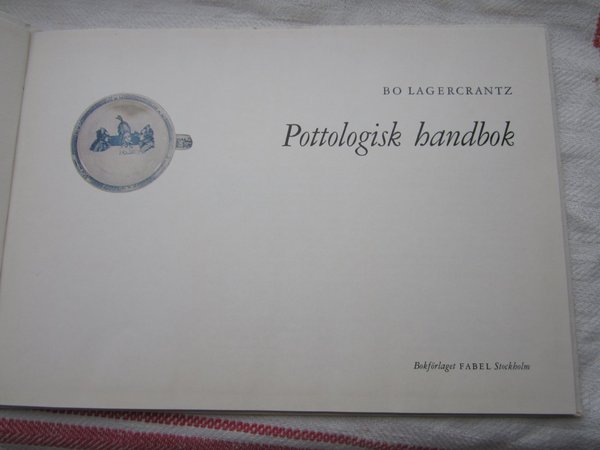 BO LAGERCRANTZ
Pottologisk handbok
Bokförlaget FABEL Stockholm